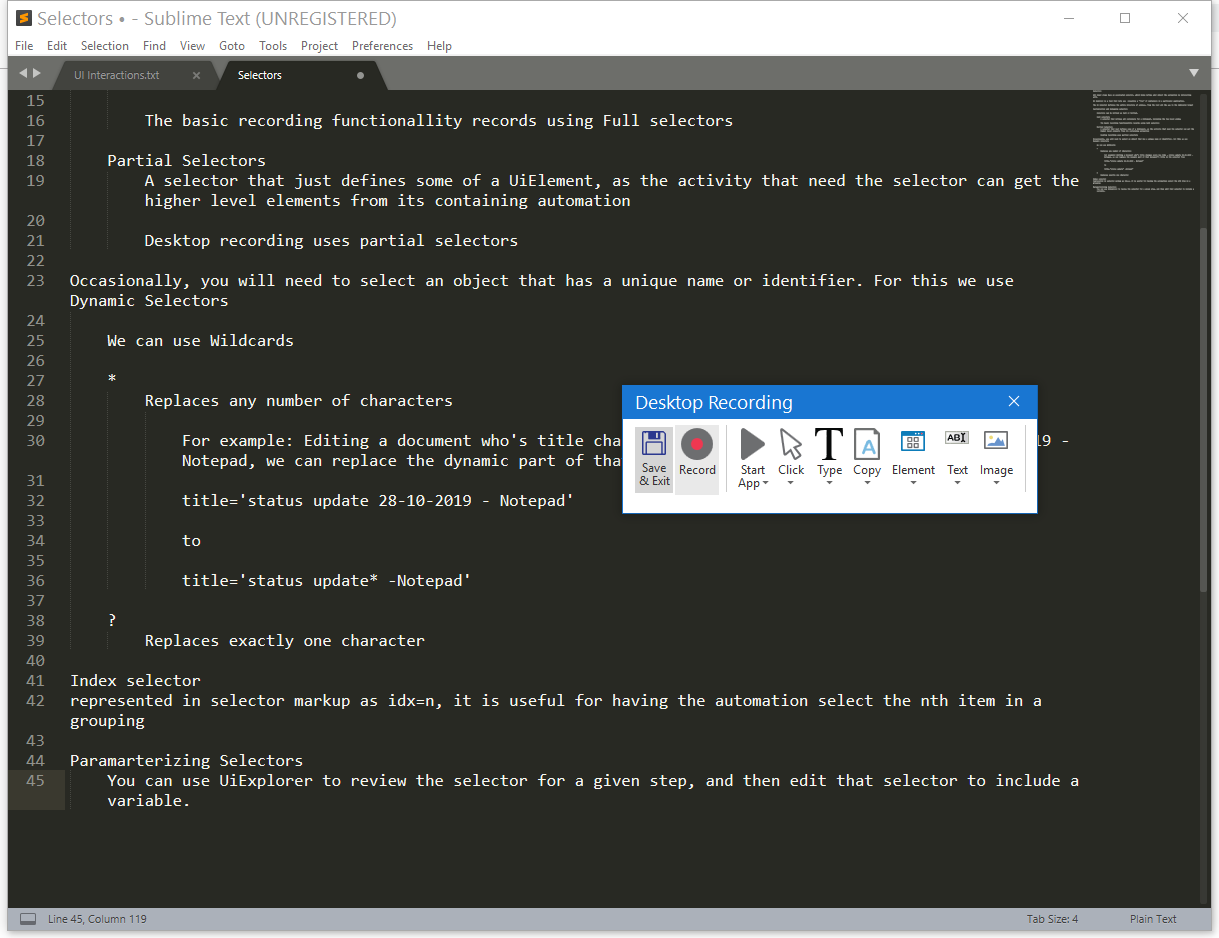 Selectors • - Sublime Text (UNREGISTERED)
File Edit Selection Find View Goto Tools Project Preferences Help
UI Interactions.txt
Selectors
15
16 The basic recording functionallity records using Full selectors
17
18 Partial Selectors
19 A selector that just defines some of a UiElement, as the activity that need the selector can get the
higher level elements from its containing automation
20
21 Desktop recording uses partial selectors
22
23 Occasionally, you will need to select an object that has a unique name or identifier. For this we use
Dynamic Selectors
24
25 We can use Wildcards
26
27 *
28 Replaces any number of characters
29
30 For example: Editing a document who's title cha 19 -
Notepad, we can replace the dynamic part of tha
31
32 title='status update 28-10-2019 - Notepad'
33
34 to
35
36 title='status update* -Notepad'
37
38 ?
39 Replaces exactly one character
40
41 Index selector
42 represented in selector markup as idx=n, it is useful for having the automation select the nth item in a
grouping
43
44 Paramarterizing Selectors
45 You can use UiExplorer to review the selector for a given step, and then edit that selector to include a
variable.
Desktop Recording
Save & Exit
Record
Start App
Click
T
Type
A
Copy
Element
AB
Text
Image
Line 45, Column 119
Tab Size: 4
Plain Text